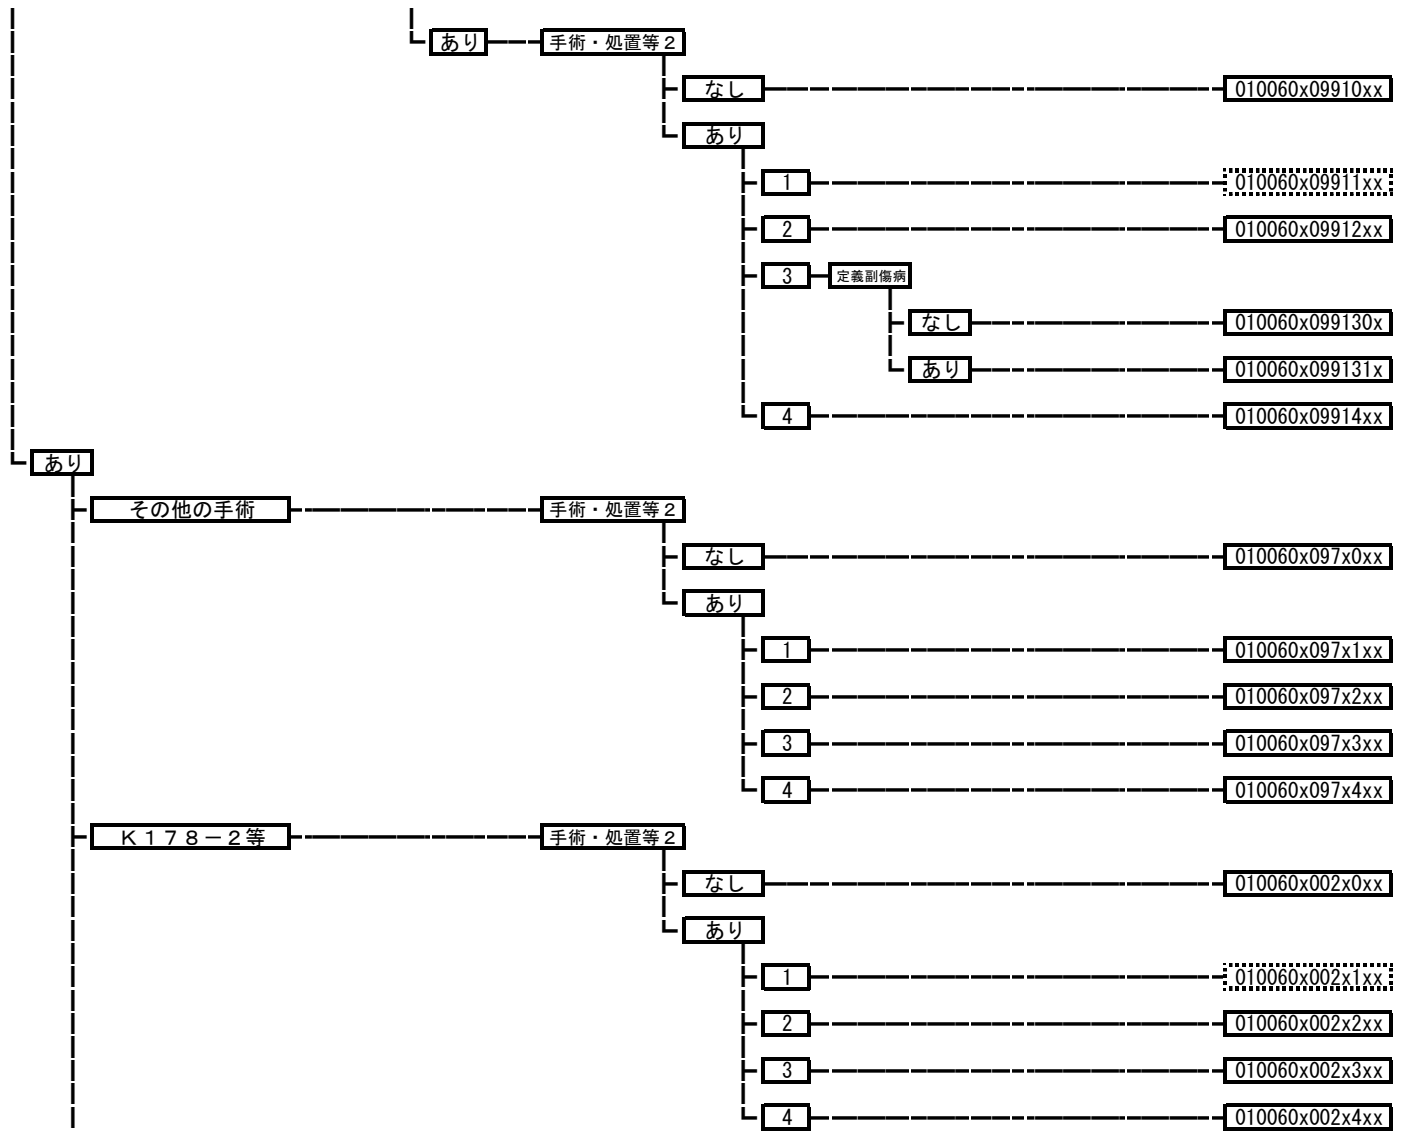 あり 手術・処置等２
なし 010060x09910xx
あり
1 010060x09911xx
2 010060x09912xx
3 定義副傷病
なし 010060x099130x
あり 010060x099131x
4 010060x09914xx
あり
その他の手術 手術・処置等２
なし 010060x097x0xx
あり
1 010060x097x1xx
2 010060x097x2xx
3 010060x097x3xx
4 010060x097x4xx
Ｋ１７８－２等 手術・処置等２
なし 010060x002x0xx
あり
1 010060x002x1xx
2 010060x002x2xx
3 010060x002x3xx
4 010060x002x4xx